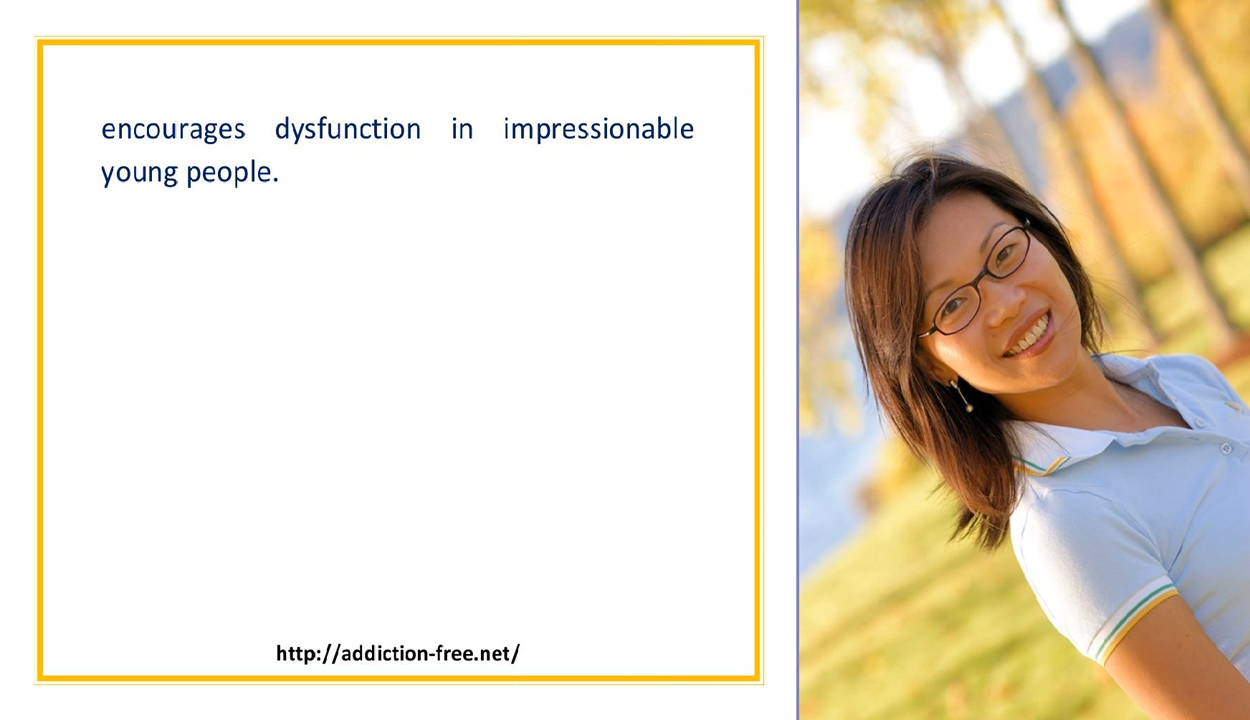 encourages dysfunction in impressionable
young people.
http://addiction-free.net/